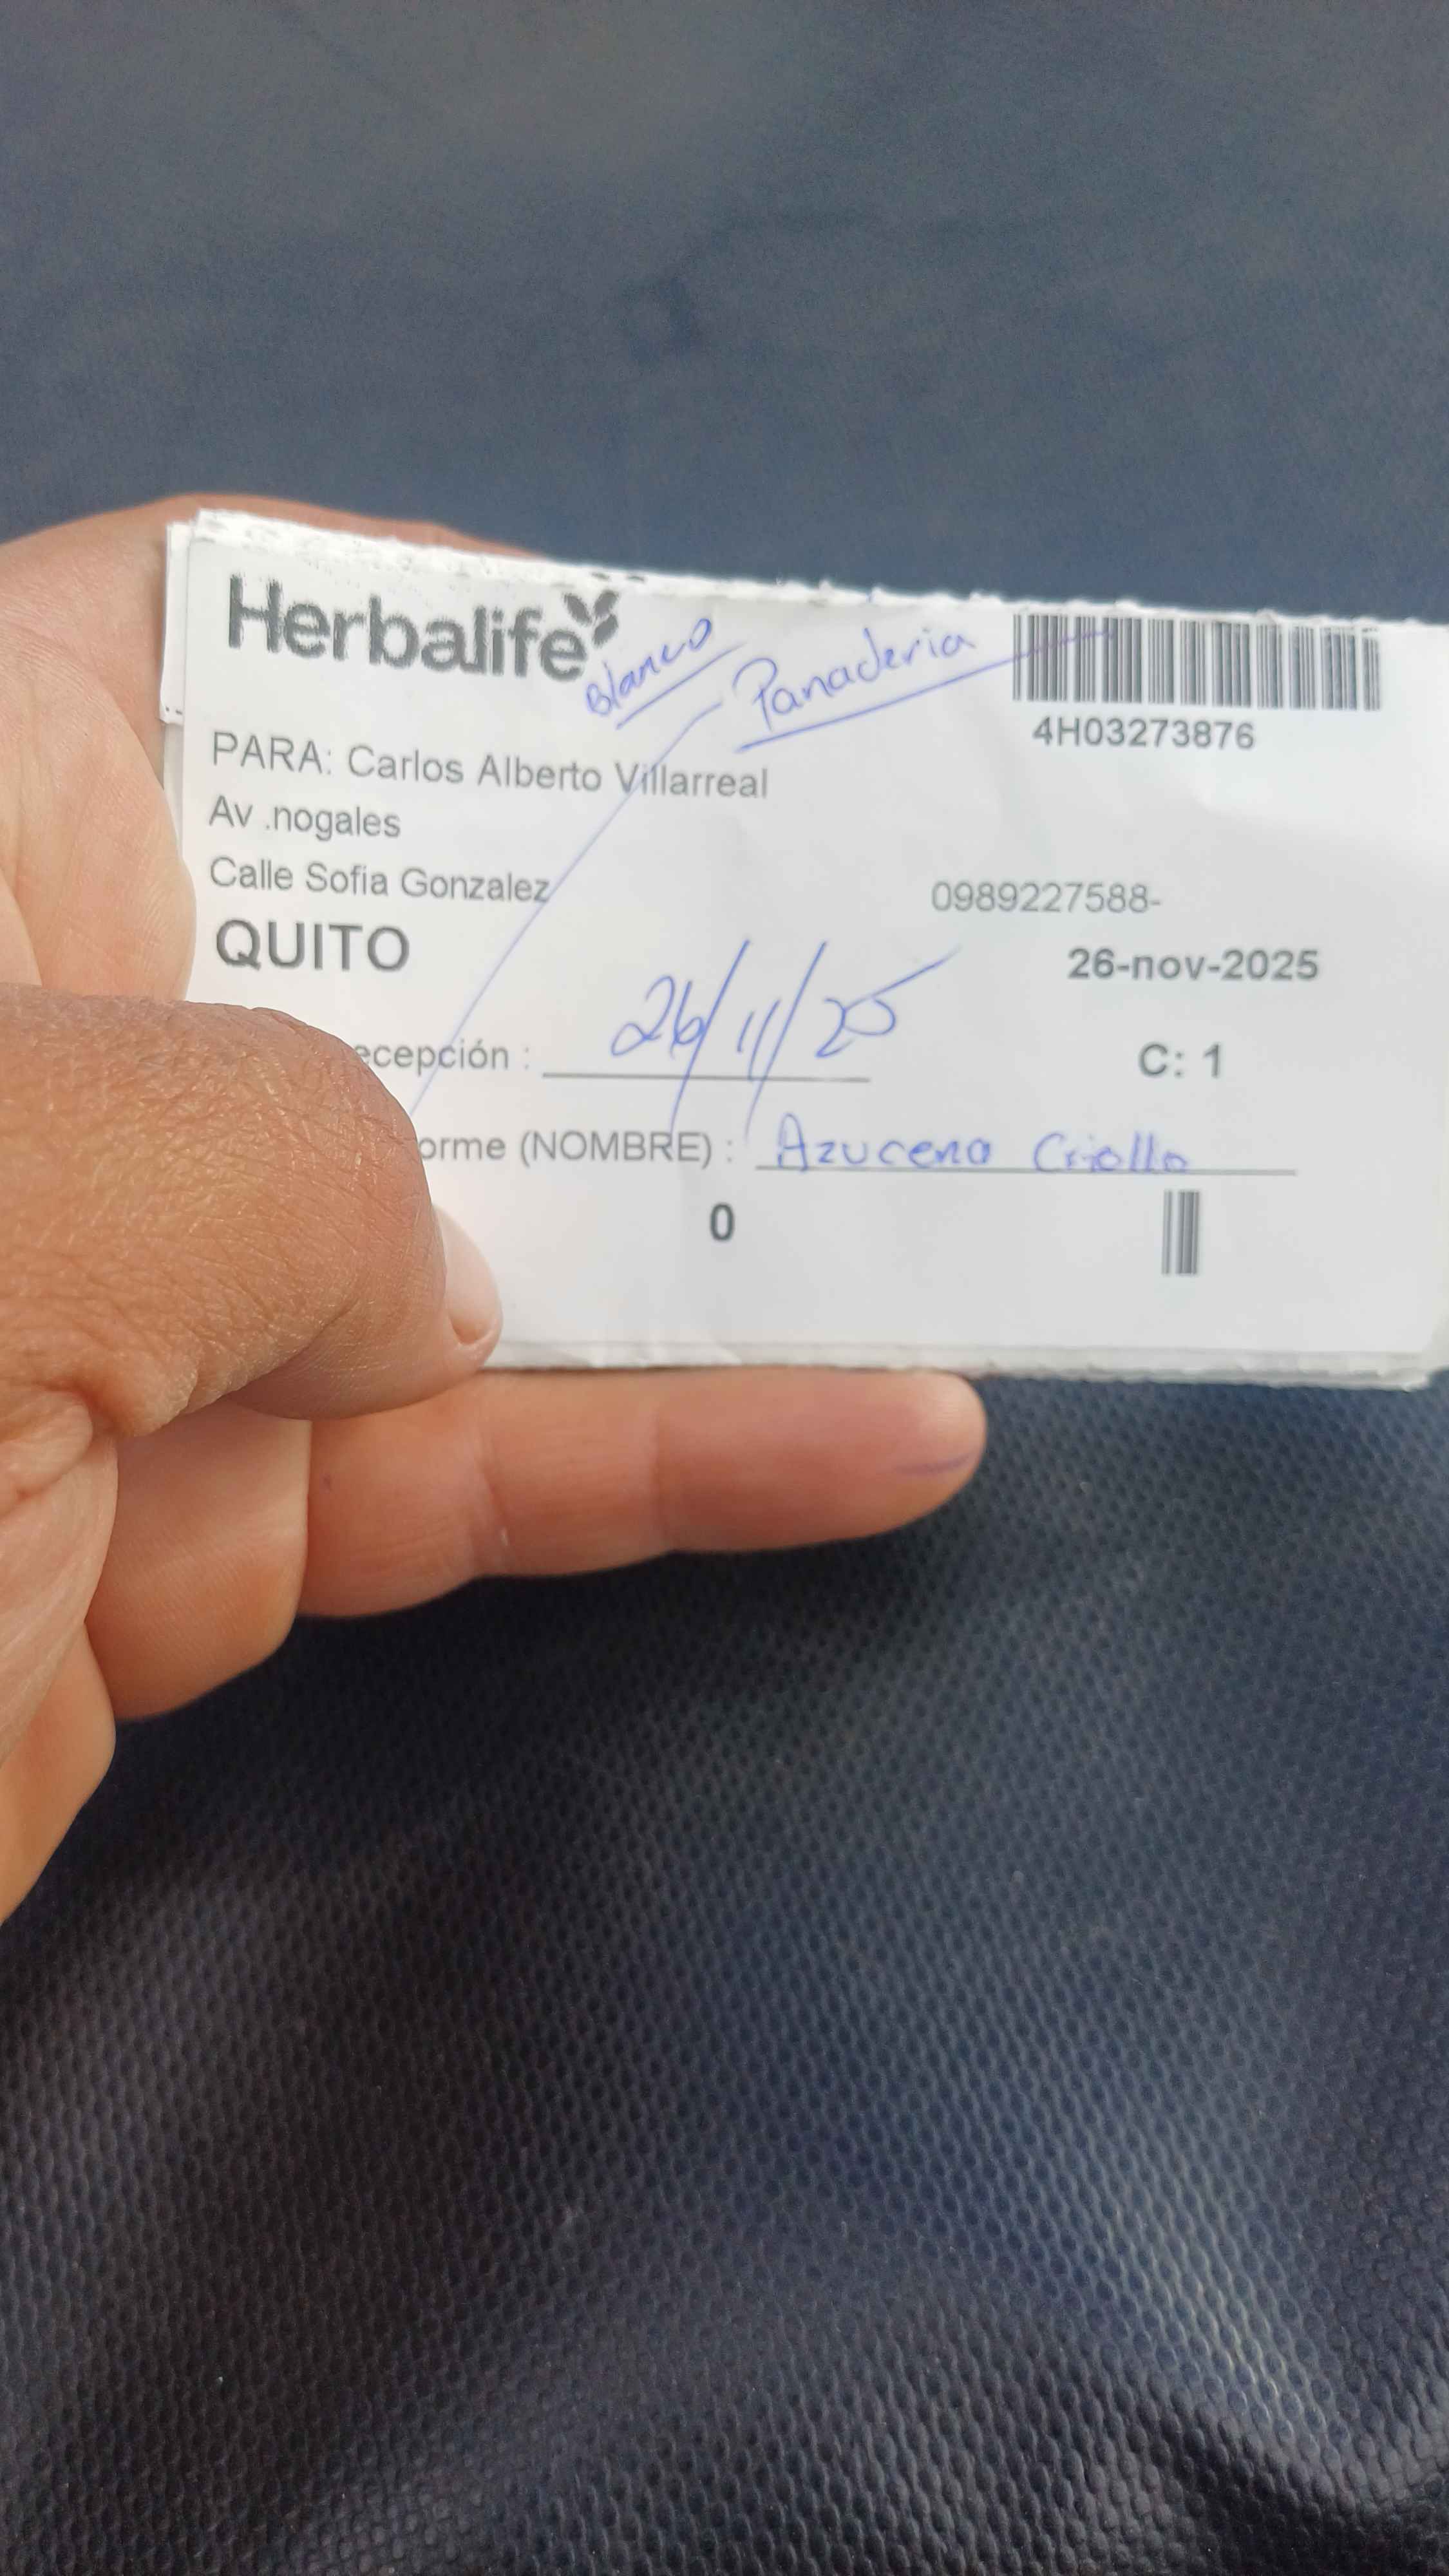 Herbalife
Blanco Panaderia
4H03273876
PARA: Carlos Alberto Villarreal
Av .nogales
Calle Sofia Gonzalez
0989227588-
QUITO
26-nov-2025
ecepción : 26/11/25
C: 1
orme (NOMBRE) : Azucena Criollo
0